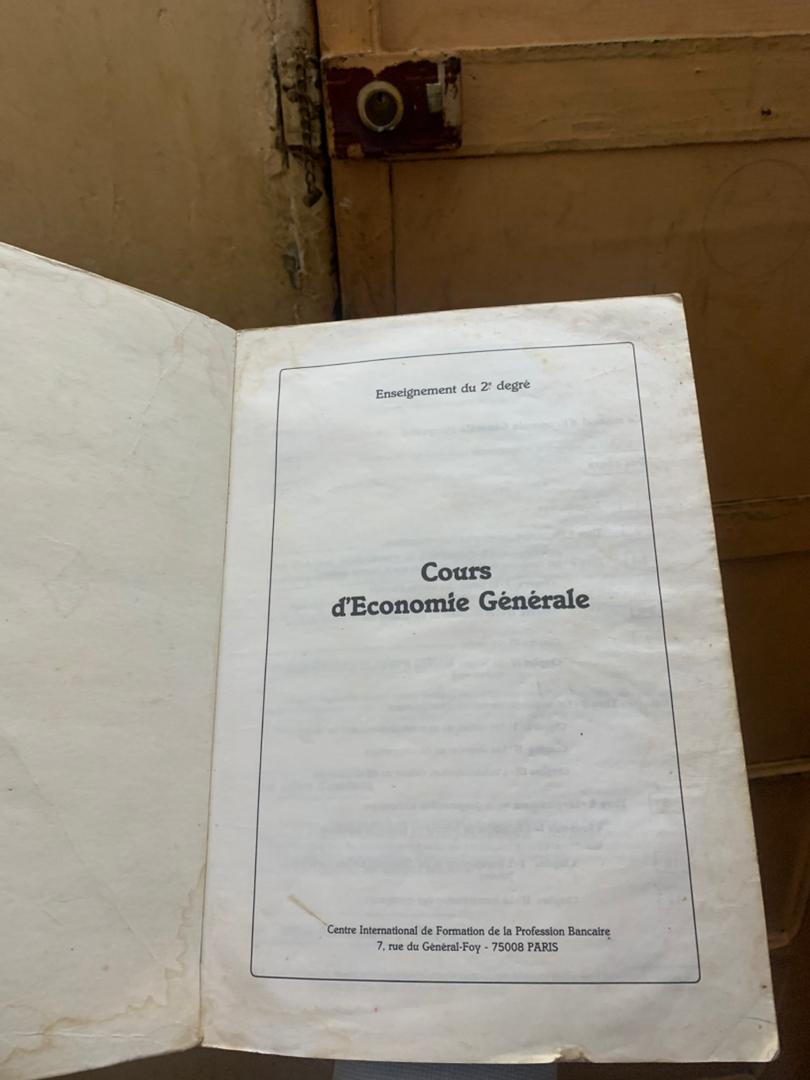 Enseignement du 2ᵉ degré
Cours
d'Economie Générale
Centre International de Formation de la Profession Bancaire
7, rue du Général-Foy - 75008 PARIS